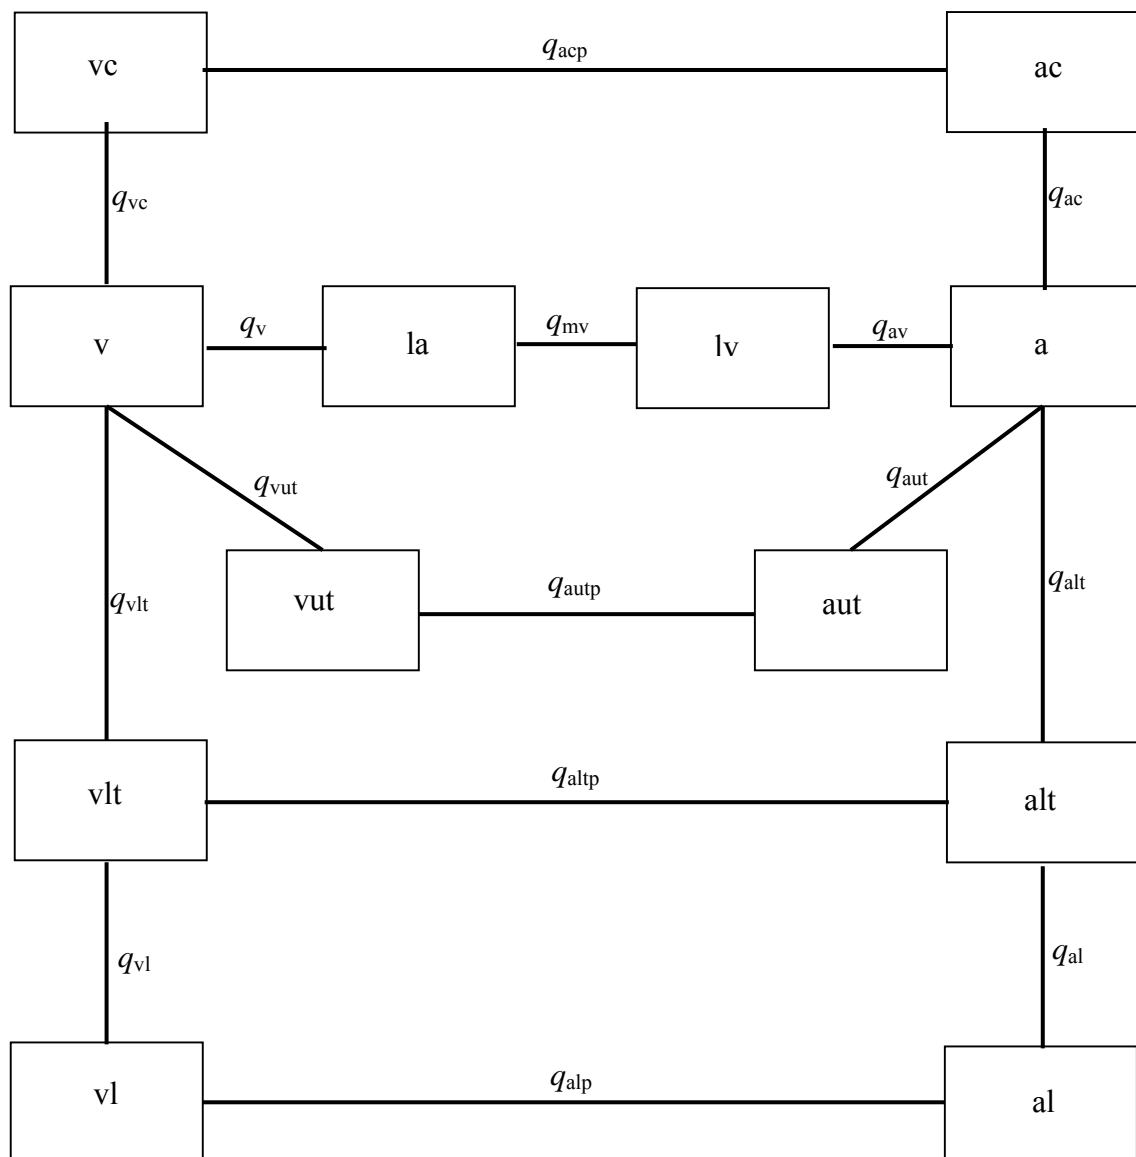 vc q_acp ac
q_vc q_ac
v q_v la q_mv lv q_av a
q_vut q_aut
q_vlt vut q_autp aut q_alt
vlt q_altp alt
q_vl q_al
vl q_alp al